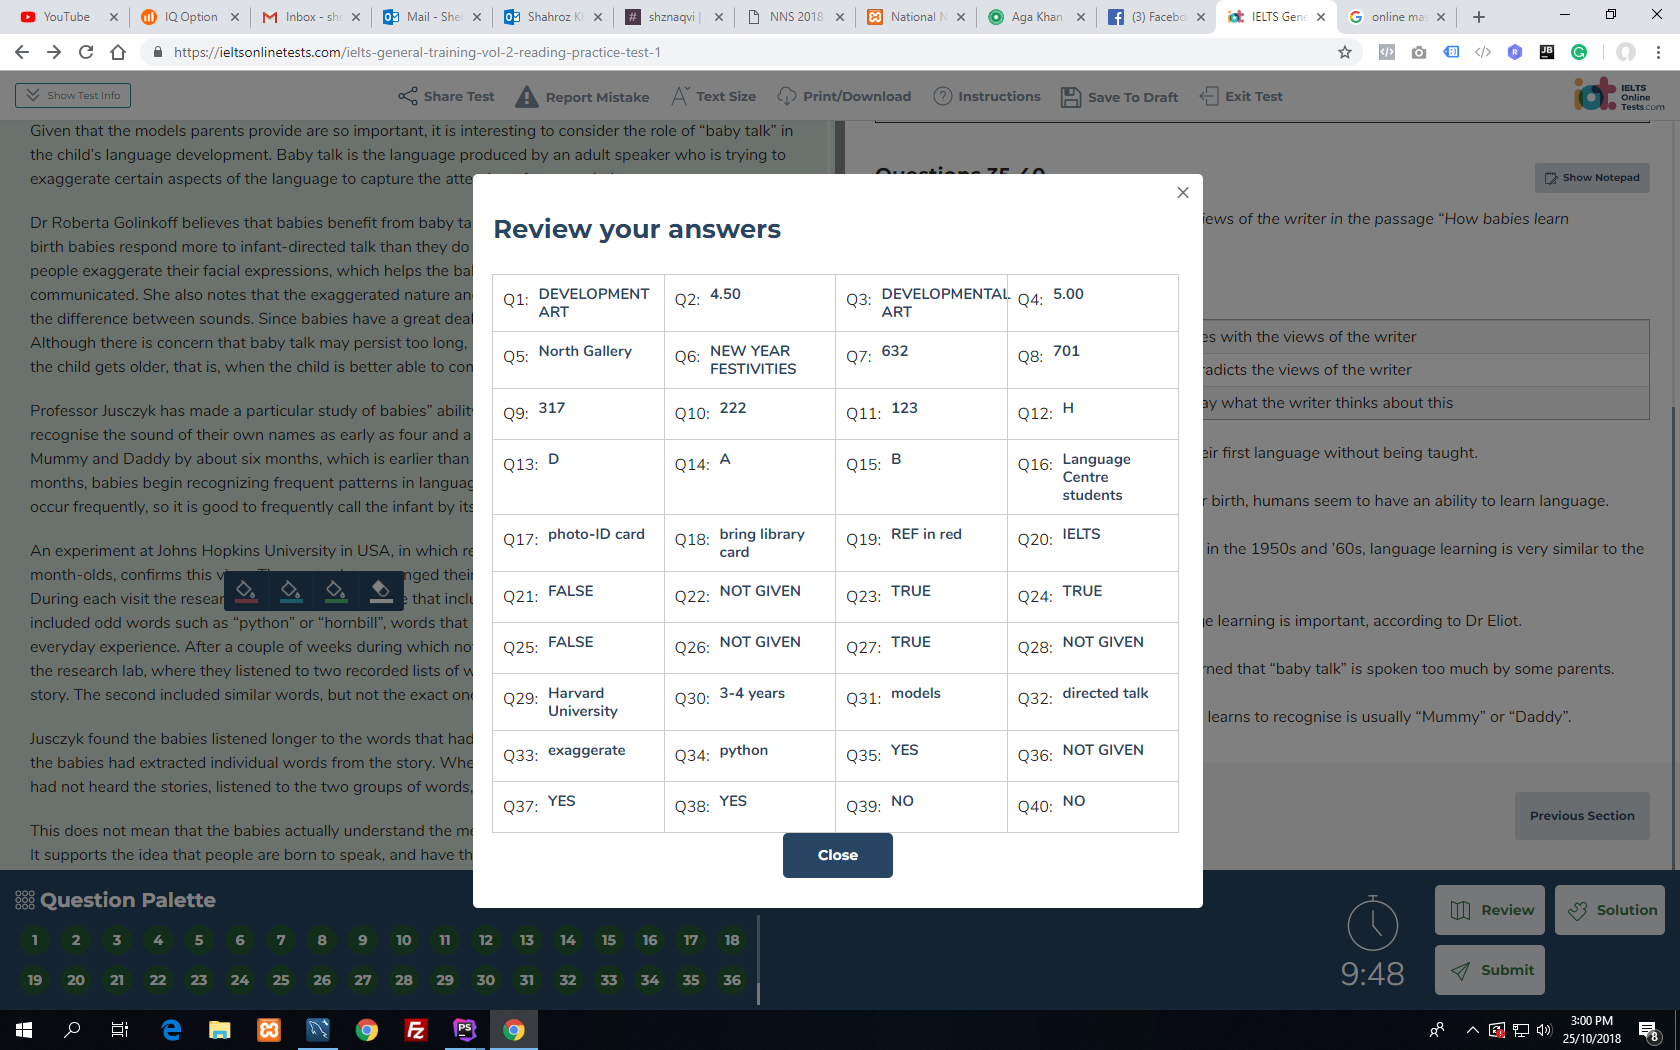 YouTube
IQ Option
Inbox - she
Mail - Shel
Shahroz K
shznaqvi |
NNS 2018
National N
Aga Khan
(3) Facebo
IELTS Gene
online ma
https://ieltsonlinetests.com/ielts-general-training-vol-2-reading-practice-test-1
Show Test Info
Share Test
Report Mistake
Text Size
Print/Download
Instructions
Save To Draft
Exit Test
IELTS
Online
Tests.com
Given that the models parents provide are so important, it is interesting to consider the role of “baby talk” in
the child’s language development. Baby talk is the language produced by an adult speaker who is trying to
exaggerate certain aspects of the language to capture the atte
Dr Roberta Golinkoff believes that babies benefit from baby ta
birth babies respond more to infant-directed talk than they do
people exaggerate their facial expressions, which helps the ba
communicated. She also notes that the exaggerated nature an
the difference between sounds. Since babies have a great deal
Although there is concern that baby talk may persist too long,
the child gets older, that is, when the child is better able to con
Professor Jusczyk has made a particular study of babies” ability
recognise the sound of their own names as early as four and a
Mummy and Daddy by about six months, which is earlier than
months, babies begin recognizing frequent patterns in languag
occur frequently, so it is good to frequently call the infant by its
An experiment at Johns Hopkins University in USA, in which re
month-olds, confirms this v nged their
During each visit the resear e that inclu
included odd words such as “python” or “hornbill”, words that
everyday experience. After a couple of weeks during which no
the research lab, where they listened to two recorded lists of w
story. The second included similar words, but not the exact one
Jusczyk found the babies listened longer to the words that had
the babies had extracted individual words from the story. Whe
had not heard the stories, listened to the two groups of words,
This does not mean that the babies actually understand the me
It supports the idea that people are born to speak, and have th
Questions 35-40
Show Notepad
iews of the writer in the passage “How babies learn
es with the views of the writer
radicts the views of the writer
ay what the writer thinks about this
eir first language without being taught.
r birth, humans seem to have an ability to learn language.
in the 1950s and ’60s, language learning is very similar to the
e learning is important, according to Dr Eliot.
rned that “baby talk” is spoken too much by some parents.
learns to recognise is usually “Mummy” or “Daddy”.
Previous Section
Review your answers
Q1: DEVELOPMENT ART
Q2: 4.50
Q3: DEVELOPMENTAL ART
Q4: 5.00
Q5: North Gallery
Q6: NEW YEAR FESTIVITIES
Q7: 632
Q8: 701
Q9: 317
Q10: 222
Q11: 123
Q12: H
Q13: D
Q14: A
Q15: B
Q16: Language Centre students
Q17: photo-ID card
Q18: bring library card
Q19: REF in red
Q20: IELTS
Q21: FALSE
Q22: NOT GIVEN
Q23: TRUE
Q24: TRUE
Q25: FALSE
Q26: NOT GIVEN
Q27: TRUE
Q28: NOT GIVEN
Q29: Harvard University
Q30: 3-4 years
Q31: models
Q32: directed talk
Q33: exaggerate
Q34: python
Q35: YES
Q36: NOT GIVEN
Q37: YES
Q38: YES
Q39: NO
Q40: NO
Close
Question Palette
1 2 3 4 5 6 7 8 9 10 11 12 13 14 15 16 17 18
19 20 21 22 23 24 25 26 27 28 29 30 31 32 33 34 35 36
9:48
Review
Solution
Submit
3:00 PM
25/10/2018
8